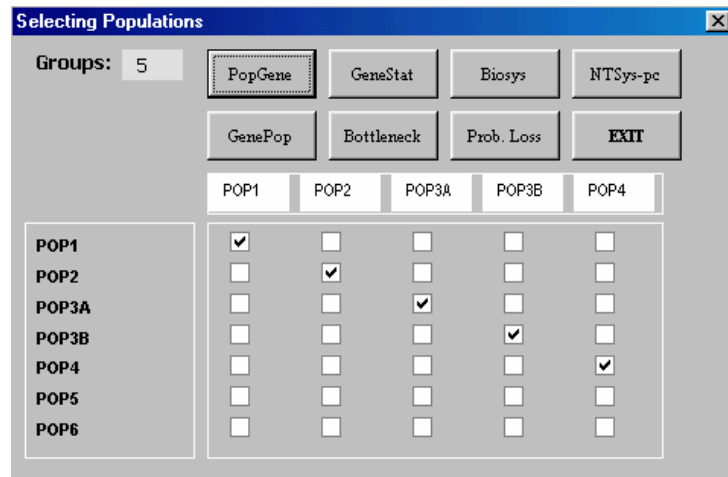 Selecting Populations
Groups: 5
PopGene GeneStat Biosys NTSys-pc
GenePop Bottleneck Prob. Loss EXIT
POP1 POP2 POP3A POP3B POP4
POP1
POP2
POP3A
POP3B
POP4
POP5
POP6